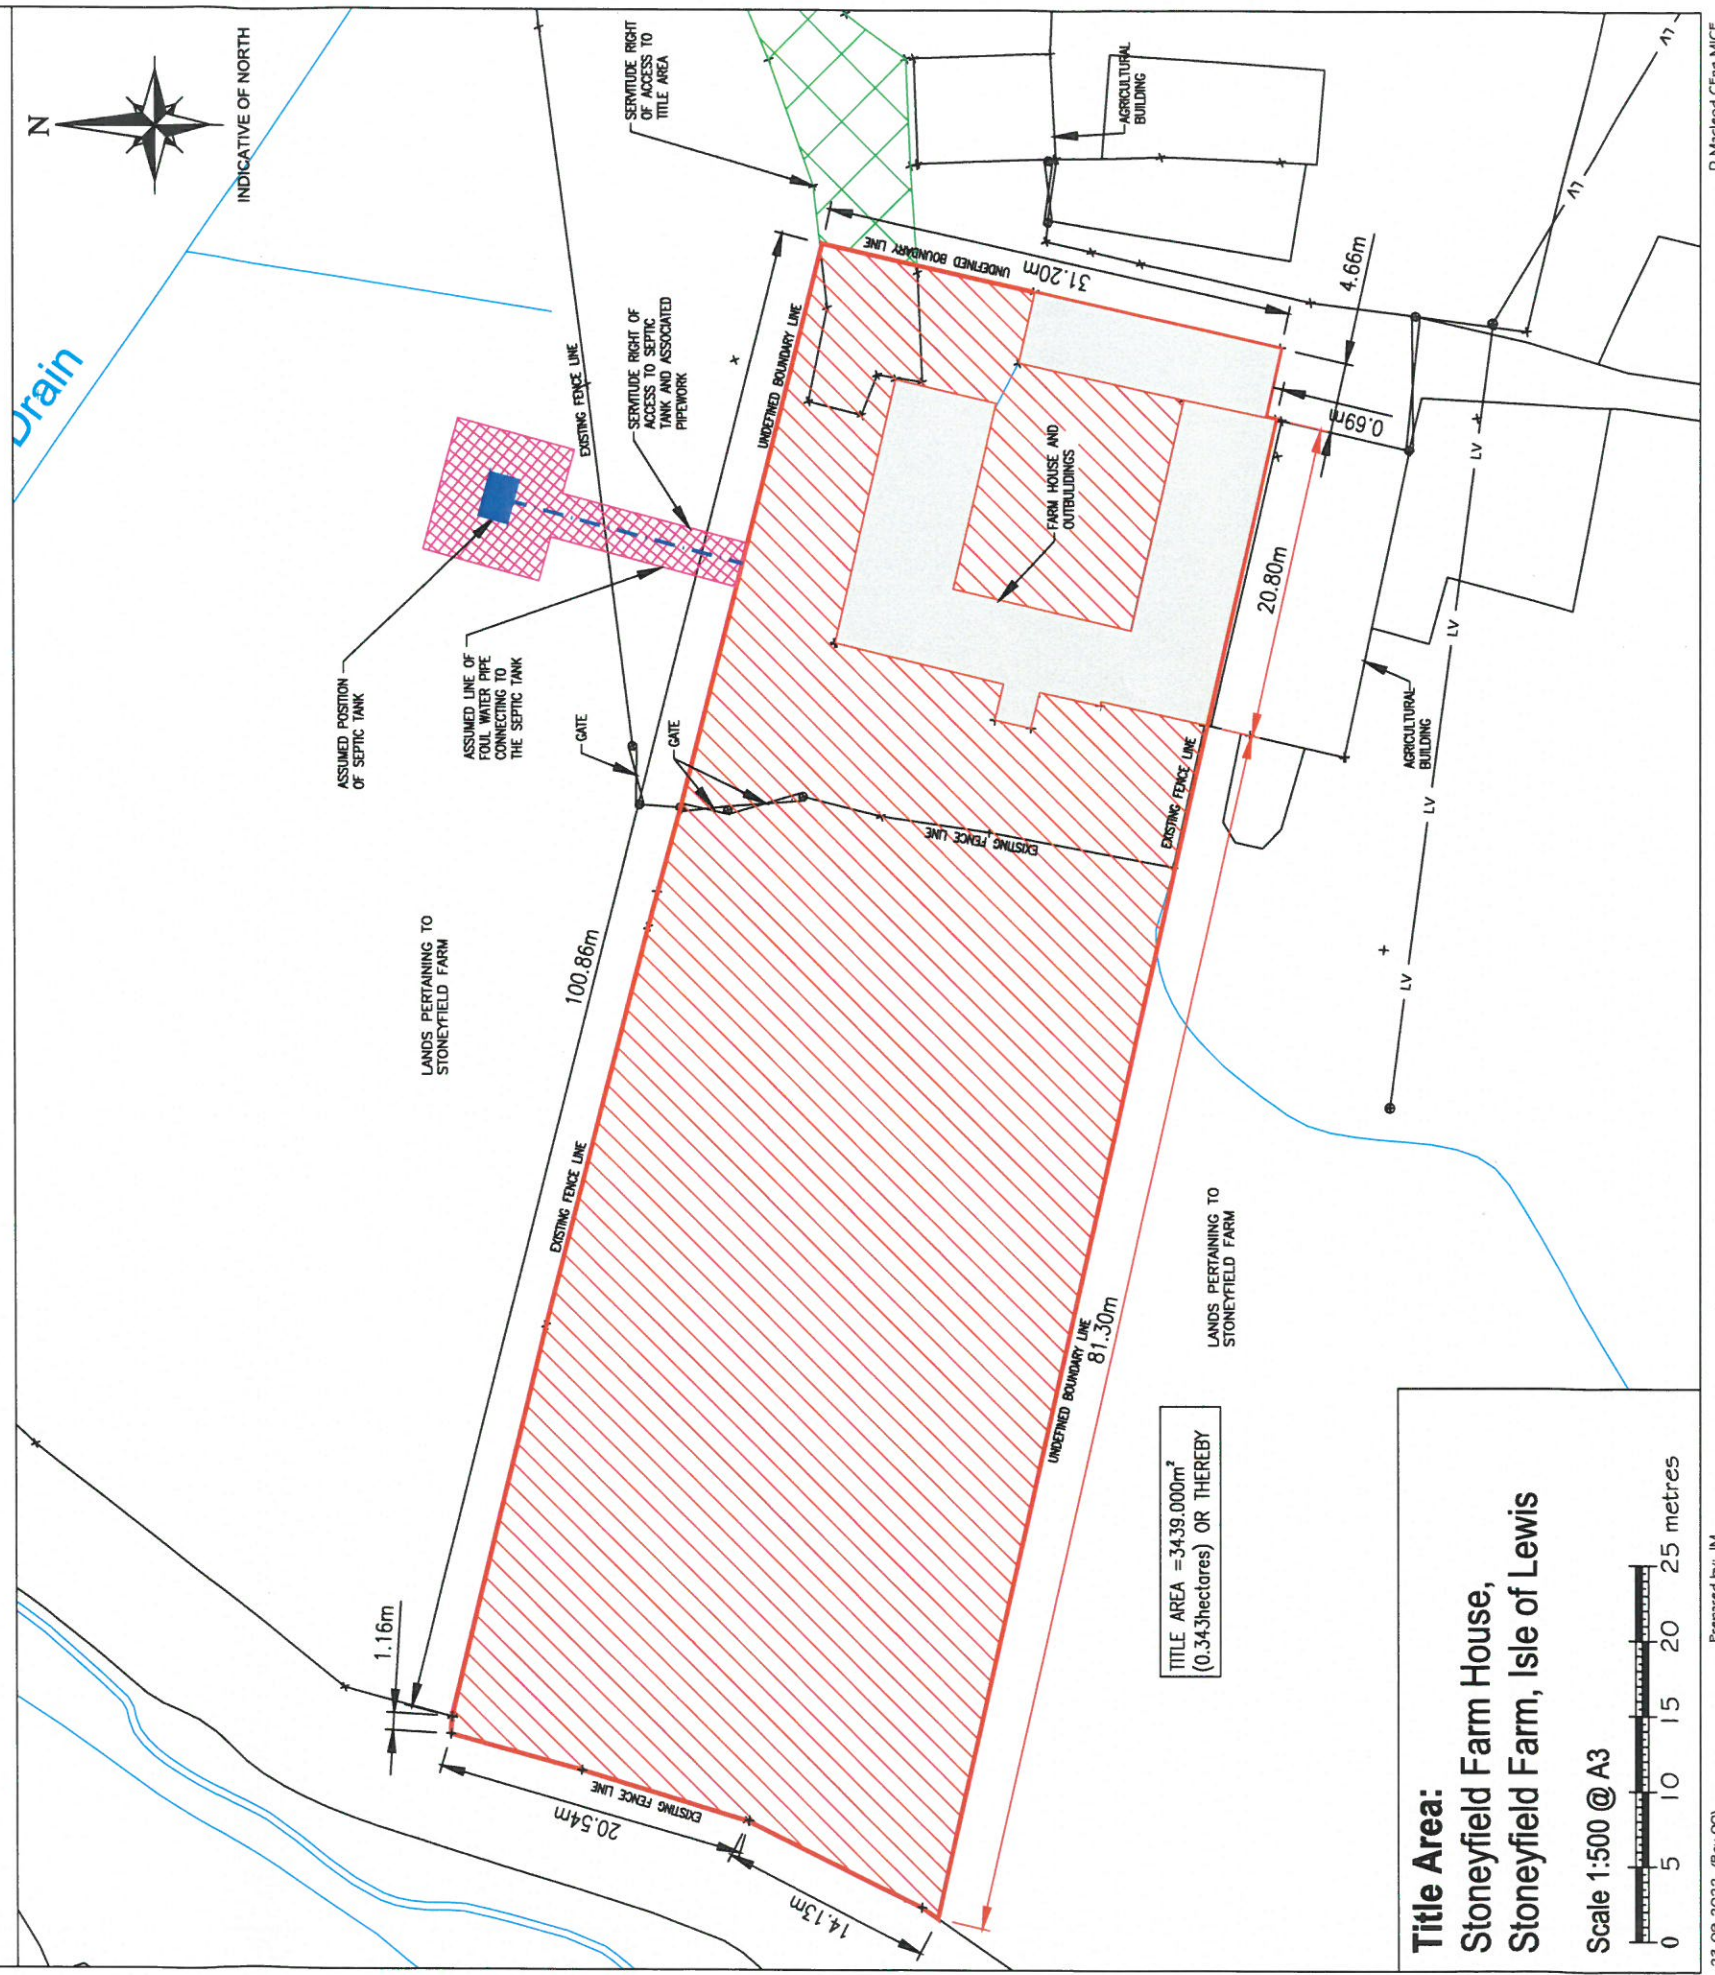 N
INDICATIVE OF NORTH
Drain
SERVITUDE RIGHT
OF ACCESS TO
TITLE AREA
AGRICULTURAL
BUILDING
LV
LV
EXISTING FENCE LINE
SERVITUDE RIGHT OF
ACCESS TO SEPTIC
TANK AND ASSOCIATED
PIPEWORK
UNDEFINED BOUNDARY LINE
UNDEFINED BOUNDARY LINE
31.20m
4.66m
0.69m
ASSUMED POSITION
OF SEPTIC TANK
ASSUMED LINE OF
FOUL WATER PIPE
CONNECTING TO
THE SEPTIC TANK
GATE
GATE
FARM HOUSE AND
OUTBUILDINGS
20.80m
LV
LV
LV
LV
AGRICULTURAL
BUILDING
EXISTING FENCE LINE
EXISTING FENCE LINE
LANDS PERTAINING TO
STONEYFIELD FARM
100.86m
EXISTING FENCE LINE
LANDS PERTAINING TO
STONEYFIELD FARM
UNDEFINED BOUNDARY LINE
81.30m
1.16m
EXISTING FENCE LINE
20.54m
14.13m
TITLE AREA =3439.000m²
(0.343hectares) OR THEREBY
Title Area:
Stoneyfield Farm House,
Stoneyfield Farm, Isle of Lewis
Scale 1:500 @ A3
0 5 10 15 20 25 metres